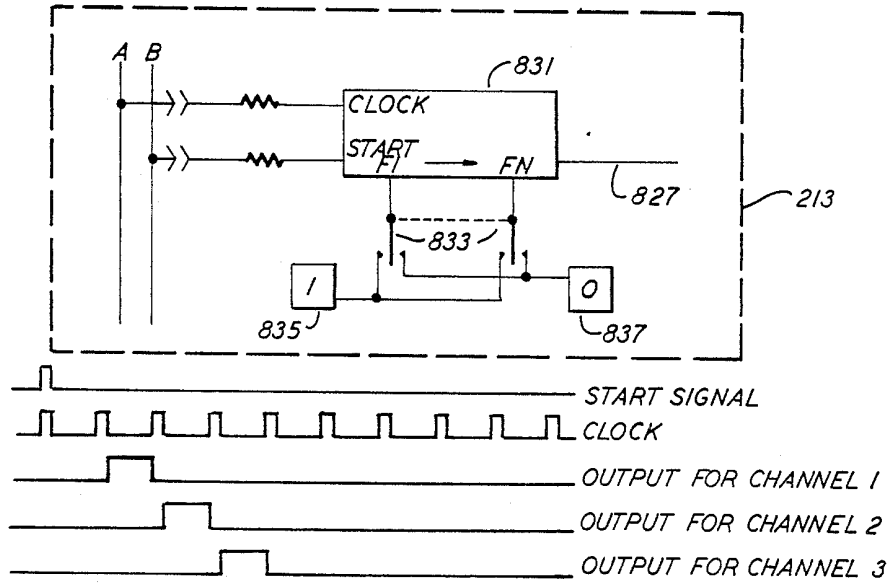 A B
831
CLOCK
START
F1 FN
827
213
833
1
0
835
837
START SIGNAL
CLOCK
OUTPUT FOR CHANNEL 1
OUTPUT FOR CHANNEL 2
OUTPUT FOR CHANNEL 3